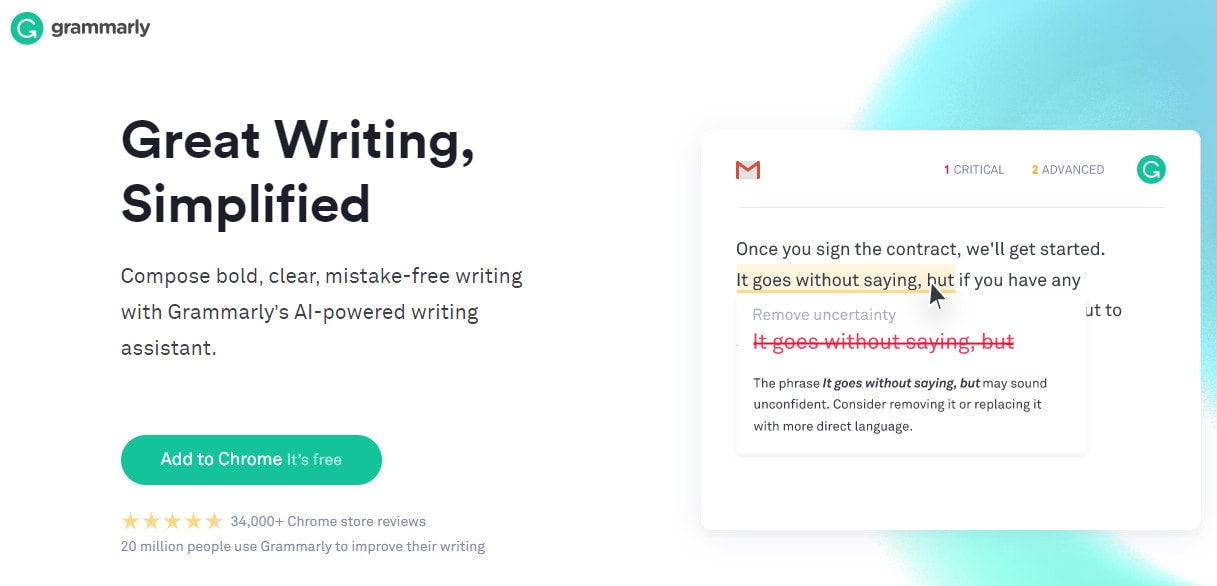 grammarly
Great Writing,
Simplified
Compose bold, clear, mistake-free writing
with Grammarly's AI-powered writing
assistant.
Add to Chrome It's free
34,000+ Chrome store reviews
20 million people use Grammarly to improve their writing
1 CRITICAL 2 ADVANCED
Once you sign the contract, we'll get started.
It goes without saying, but if you have any
ut to
Remove uncertainty
It goes without saying, but
The phrase It goes without saying, but may sound
unconfident. Consider removing it or replacing it
with more direct language.